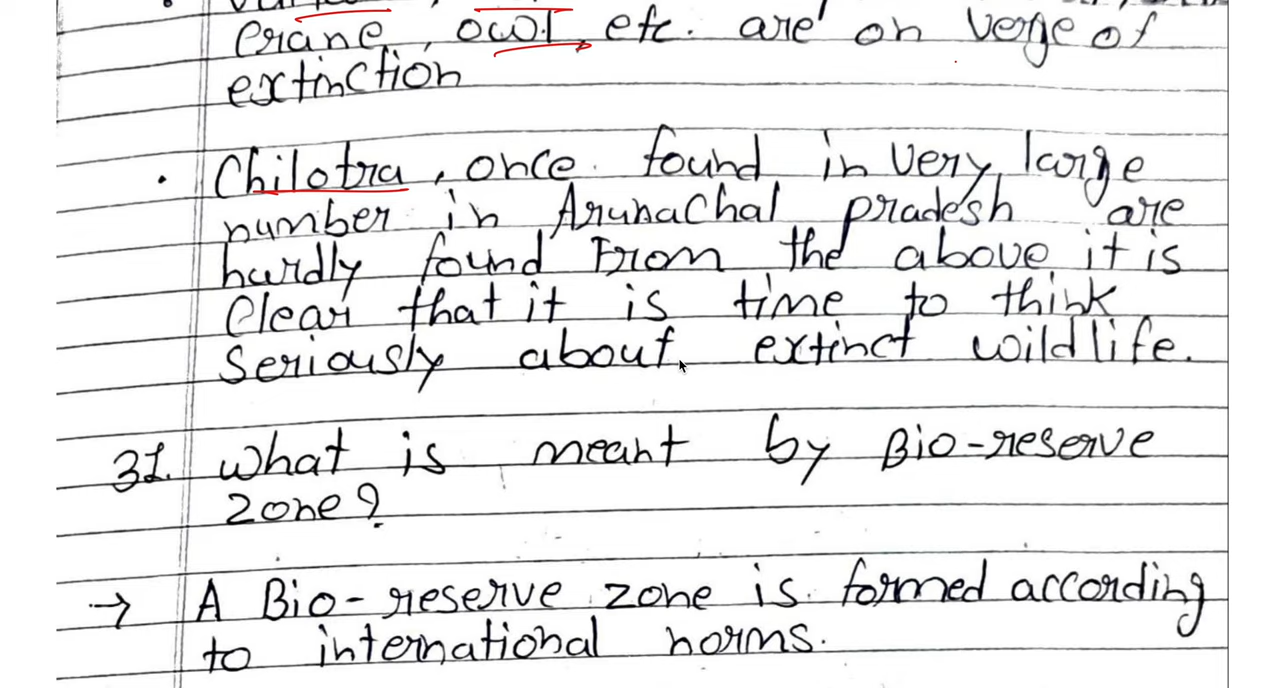 crane, owl, etc. are on verge of
extinction
• Chilotra, once found in very large
number in Arunachal pradesh are
hardly found From the above it is
Clear that it is time to think
Seriously about extinct wildlife.
31. What is meant by Bio-reserve
zone?
→ A Bio-reserve zone is formed according
to international norms.